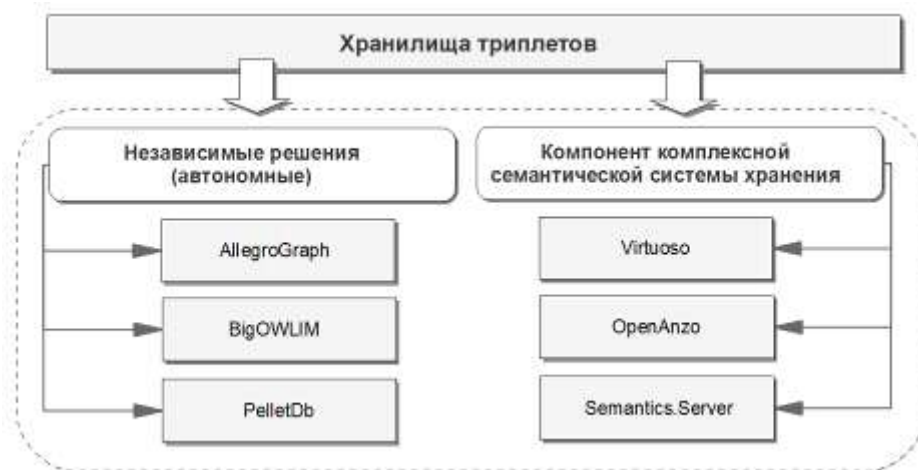 Хранилища триплетов
Независимые решения
(автономные)
AllegroGraph
BigOWLIM
PelletDb
Компонент комплексной
семантической системы хранения
Virtuoso
OpenAnzo
Semantics.Server